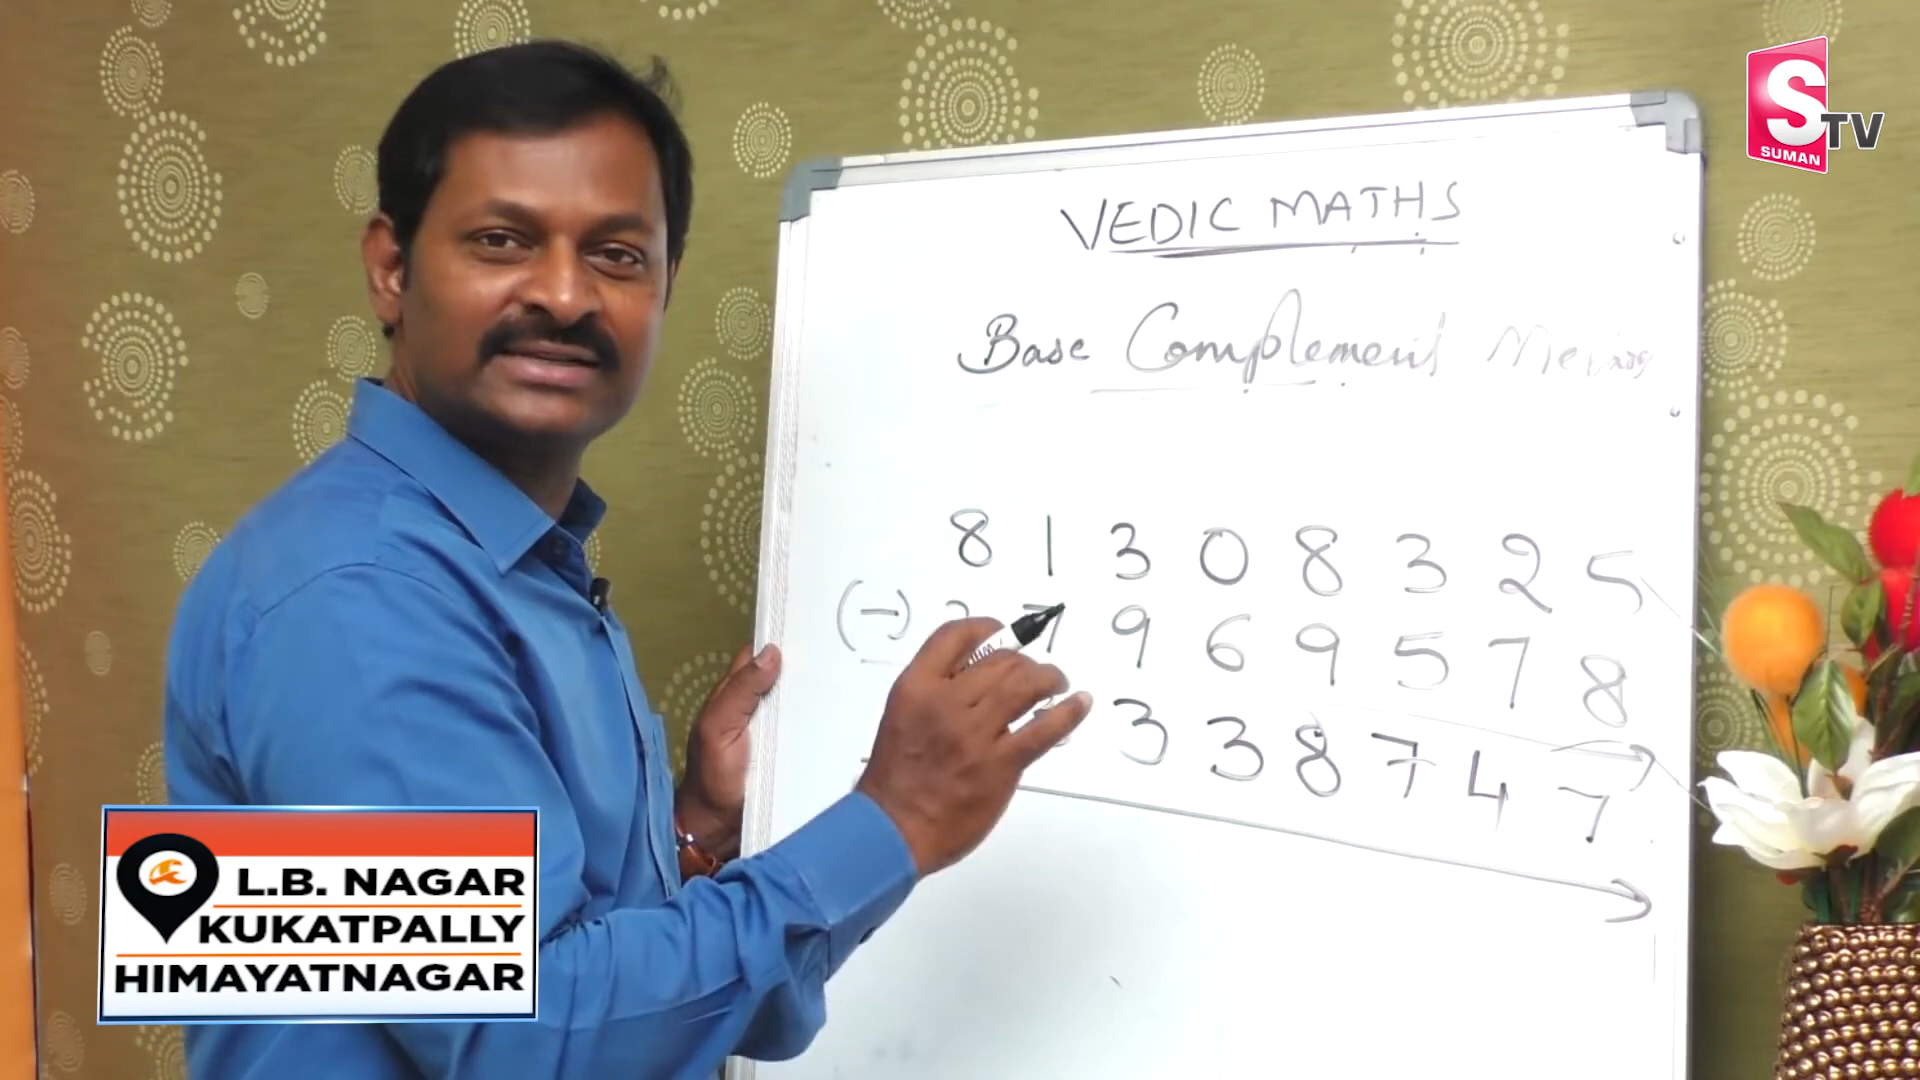 S
TV
SUMAN
VEDIC MATHS
Base Complement
8 1 3 0 8 3 2 5
(-) 7 9 6 9 5 7 8
3 3 8 7 4 7
L.B. NAGAR
KUKATPALLY
HIMAYATNAGAR